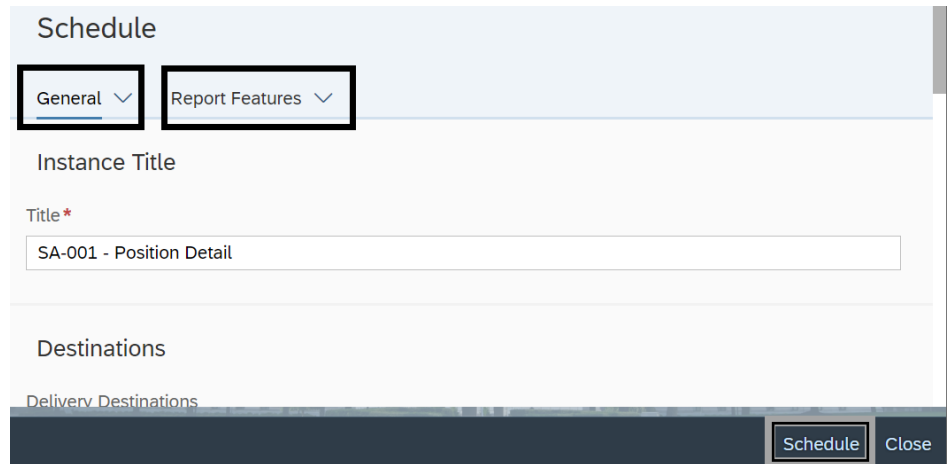 Schedule
General
Report Features
Instance Title
Title*
SA-001 - Position Detail
Destinations
Delivery Destinations
Schedule
Close